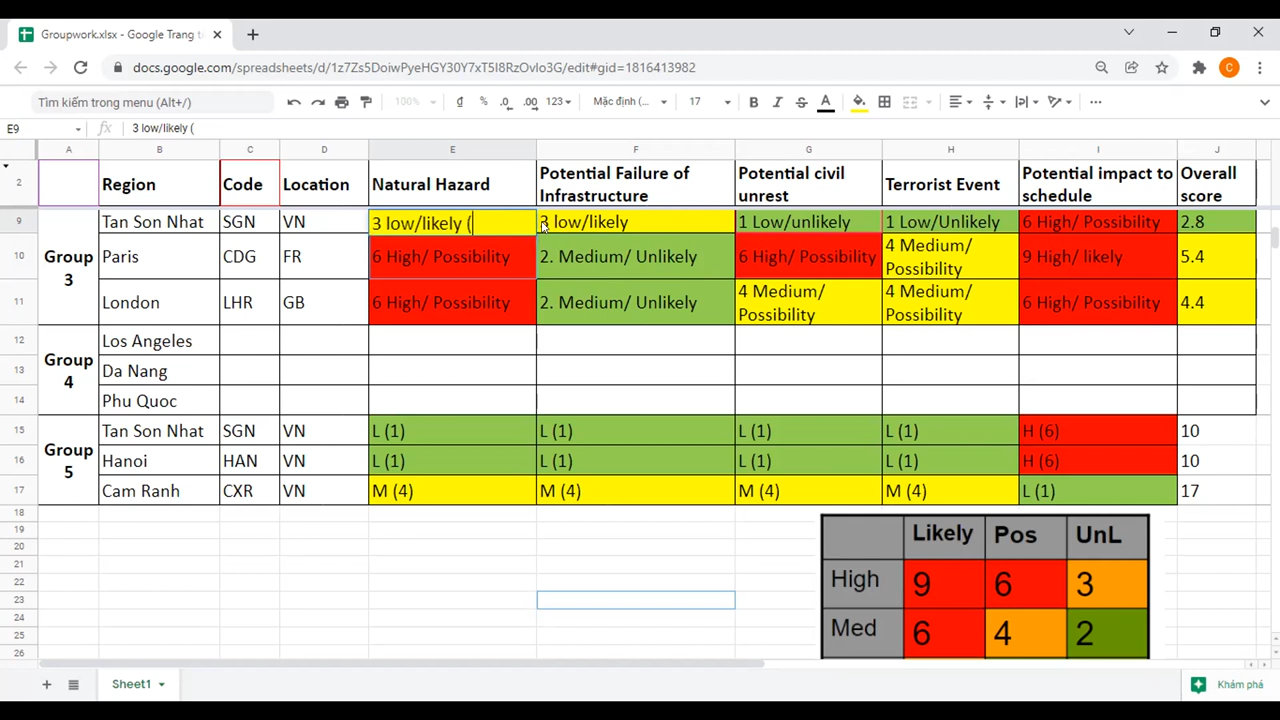 Groupwork.xlsx - Google Trang t
docs.google.com/spreadsheets/d/1z7Zs5DoiwPyeHGY30Y7xT5I8RzOvIo3G/edit#gid=1816413982
C
Tìm kiếm trong menu (Alt+/)
100%
₫ % .0 .00 123
Mặc định (...
17
B I S A
E9
fx
3 low/likely (
A B C D E F G H I J
2
Region
Code
Location
Natural Hazard
Potential Failure of
Infrastructure
Potential civil
unrest
Terrorist Event
Potential impact to
schedule
Overall
score
9
Group
3
Tan Son Nhat
SGN
VN
3 low/likely (
3 low/likely
1 Low/unlikely
1 Low/Unlikely
6 High/ Possibility
2.8
10
Paris
CDG
FR
6 High/ Possibility
2. Medium/ Unlikely
6 High/ Possibility
4 Medium/
Possibility
9 High/ likely
5.4
11
London
LHR
GB
6 High/ Possibility
2. Medium/ Unlikely
4 Medium/
Possibility
4 Medium/
Possibility
6 High/ Possibility
4.4
Group
4
12
Los Angeles
13
Da Nang
14
Phu Quoc
Group
5
15
Tan Son Nhat
SGN
VN
L (1)
L (1)
L (1)
L (1)
H (6)
10
16
Hanoi
HAN
VN
L (1)
L (1)
L (1)
L (1)
H (6)
10
17
Cam Ranh
CXR
VN
M (4)
M (4)
M (4)
M (4)
L (1)
17
18
19
20
21
22
23
24
25
26
Likely Pos UnL
High 9 6 3
Med 6 4 2
Sheet1
Khám phá